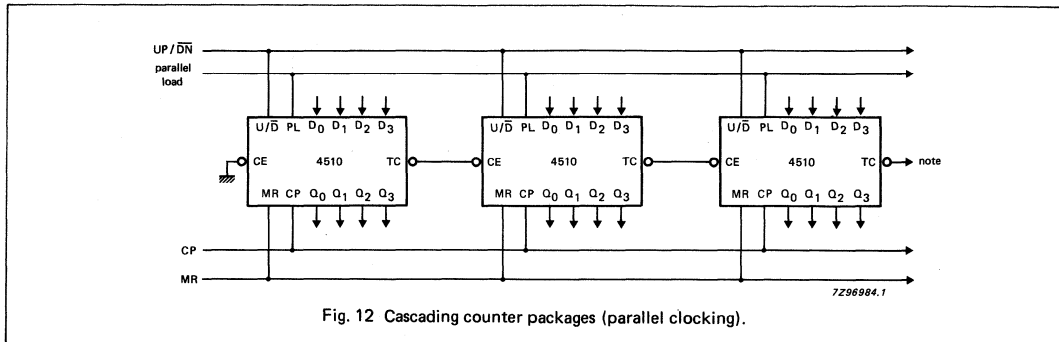 UP/D̅N̅
parallel
load
U/D̅ PL D0 D1 D2 D3 U/D̅ PL D0 D1 D2 D3 U/D̅ PL D0 D1 D2 D3
CE 4510 TC CE 4510 TC CE 4510 TC note
MR CP Q0 Q1 Q2 Q3 MR CP Q0 Q1 Q2 Q3 MR CP Q0 Q1 Q2 Q3
CP
MR
7Z96984.1
Fig. 12 Cascading counter packages (parallel clocking).